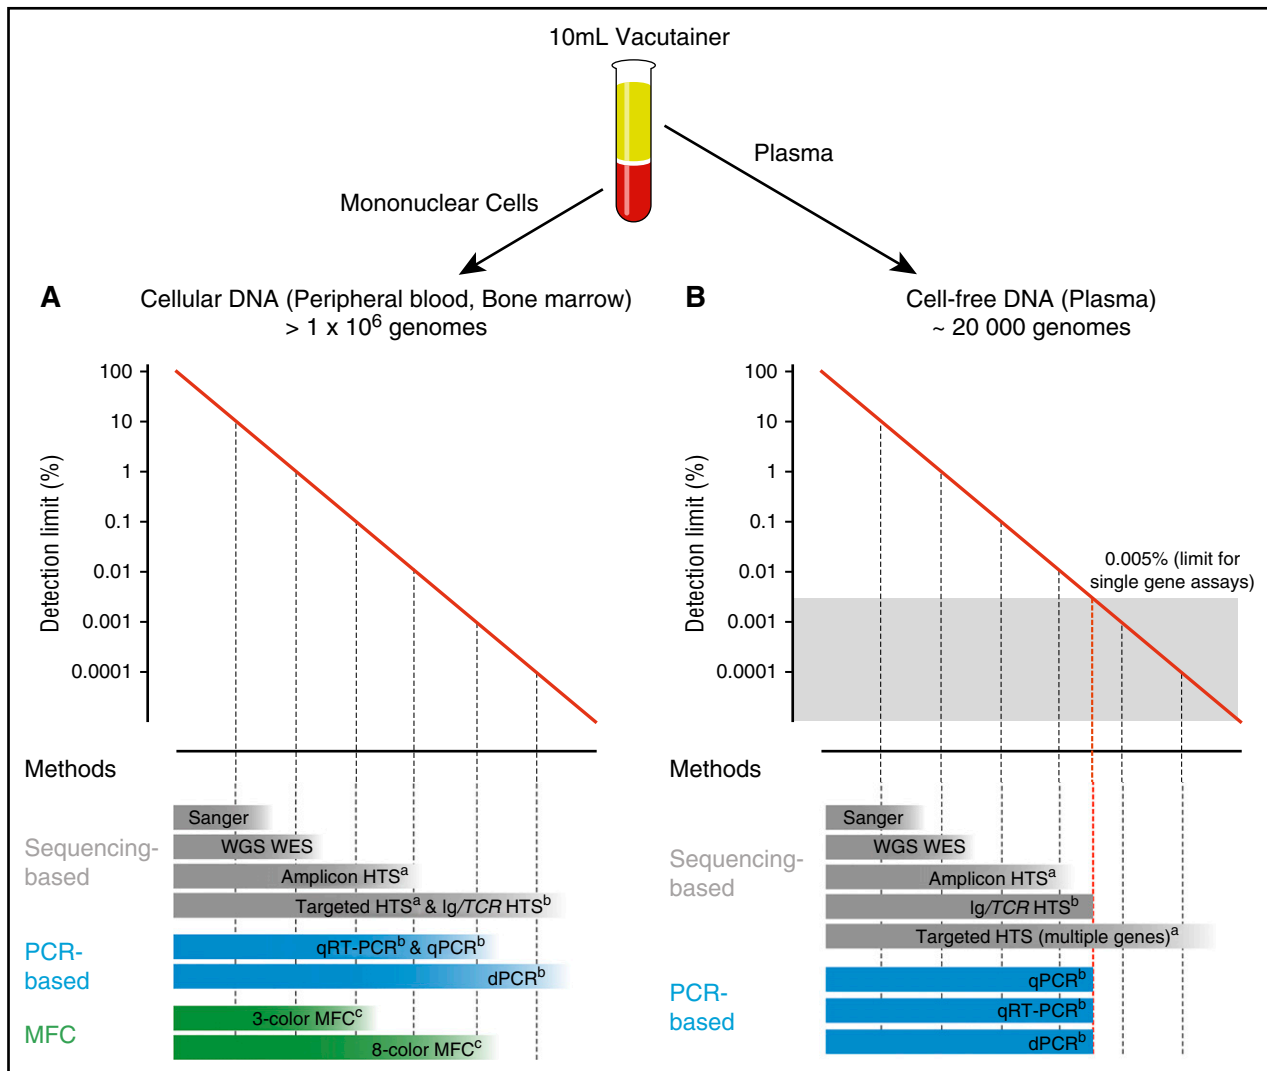 10mL Vacutainer
Plasma
Mononuclear Cells
A
Cellular DNA (Peripheral blood, Bone marrow)
> 1 x 10⁶ genomes
Detection limit (%)
100
10
1
0.1
0.01
0.001
0.0001
Methods
Sequencing-
based
Sanger
WGS WES
Amplicon HTSᵃ
Targeted HTSᵃ & Ig/TCR HTSᵇ
PCR-
based
qRT-PCRᵇ & qPCRᵇ
dPCRᵇ
MFC
3-color MFCᶜ
8-color MFCᶜ
B
Cell-free DNA (Plasma)
~ 20 000 genomes
Detection limit (%)
100
10
1
0.1
0.01
0.001
0.0001
0.005% (limit for
single gene assays)
Methods
Sequencing-
based
Sanger
WGS WES
Amplicon HTSᵃ
Ig/TCR HTSᵇ
Targeted HTS (multiple genes)ᵃ
PCR-
based
qPCRᵇ
qRT-PCRᵇ
dPCRᵇ